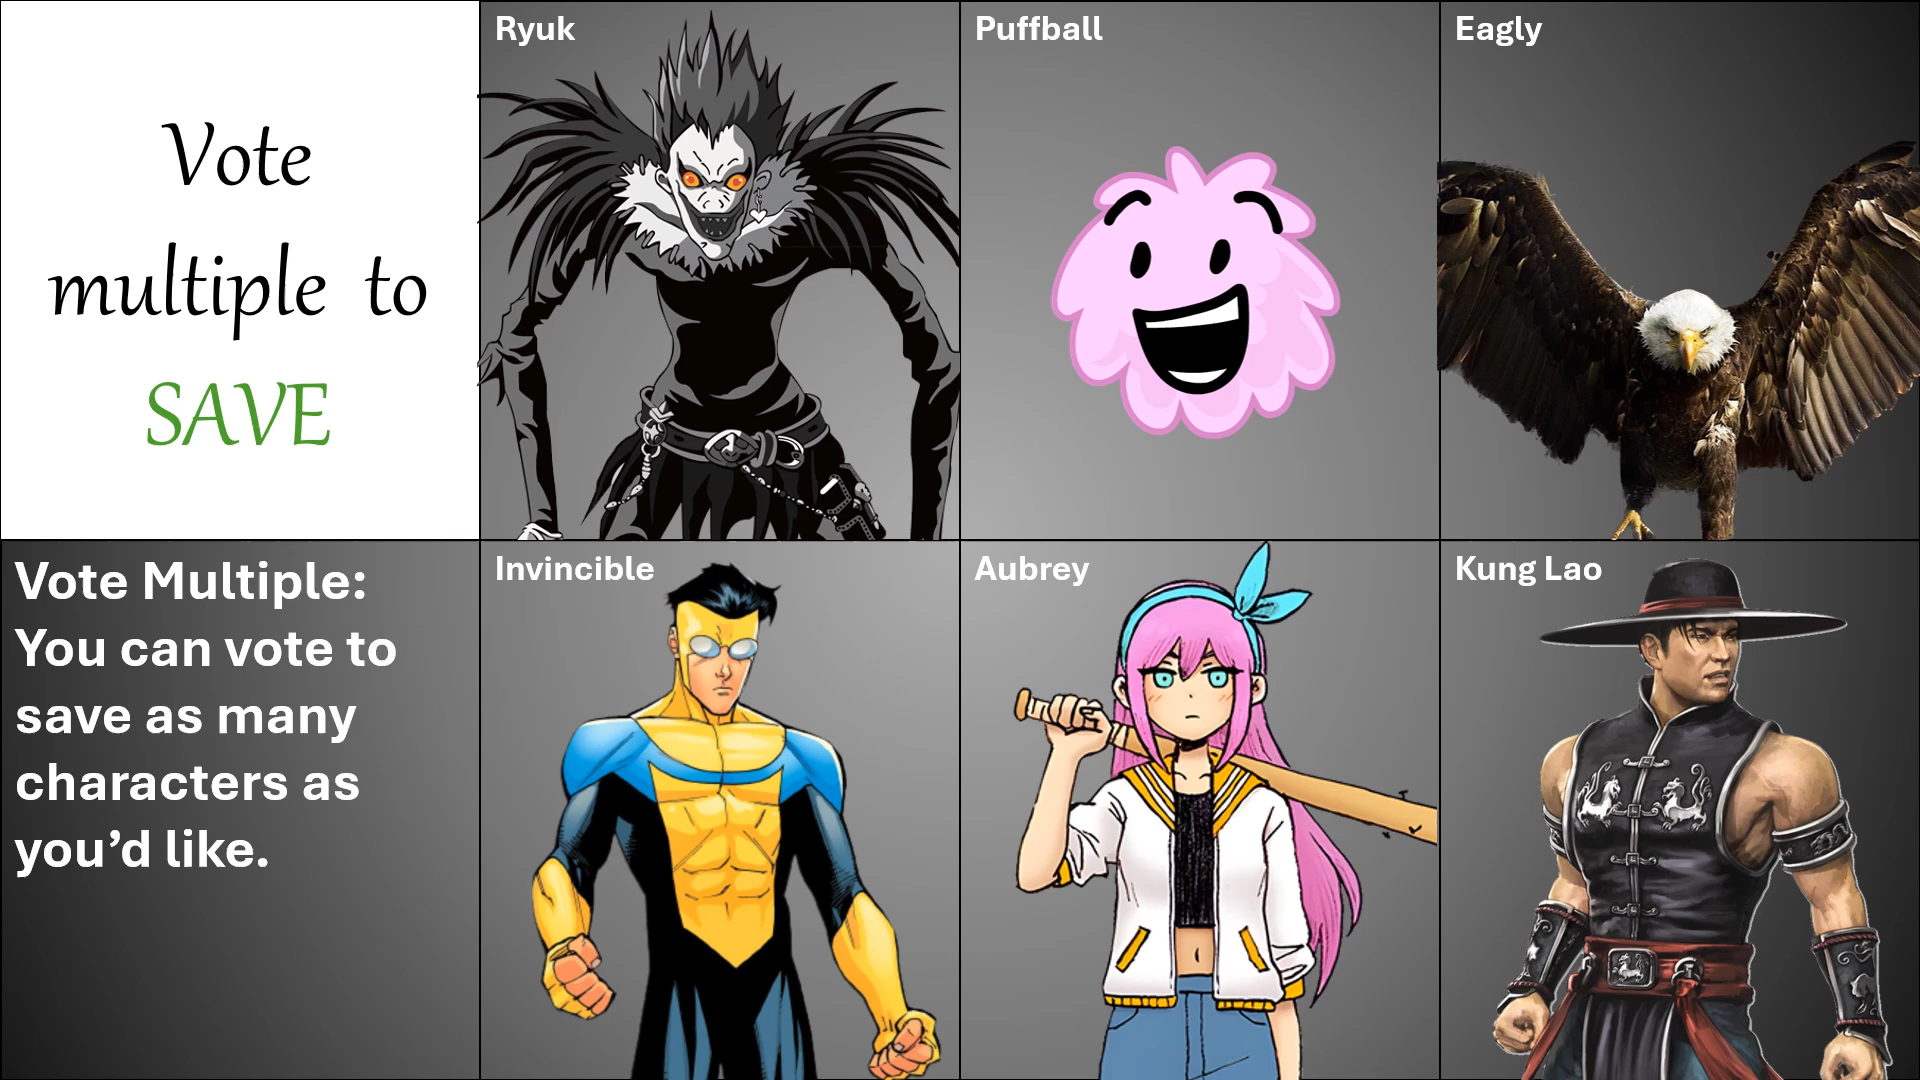 Vote
multiple to
SAVE
Ryuk
Puffball
Eagly
Vote Multiple:
You can vote to
save as many
characters as
you’d like.
Invincible
Aubrey
Kung Lao